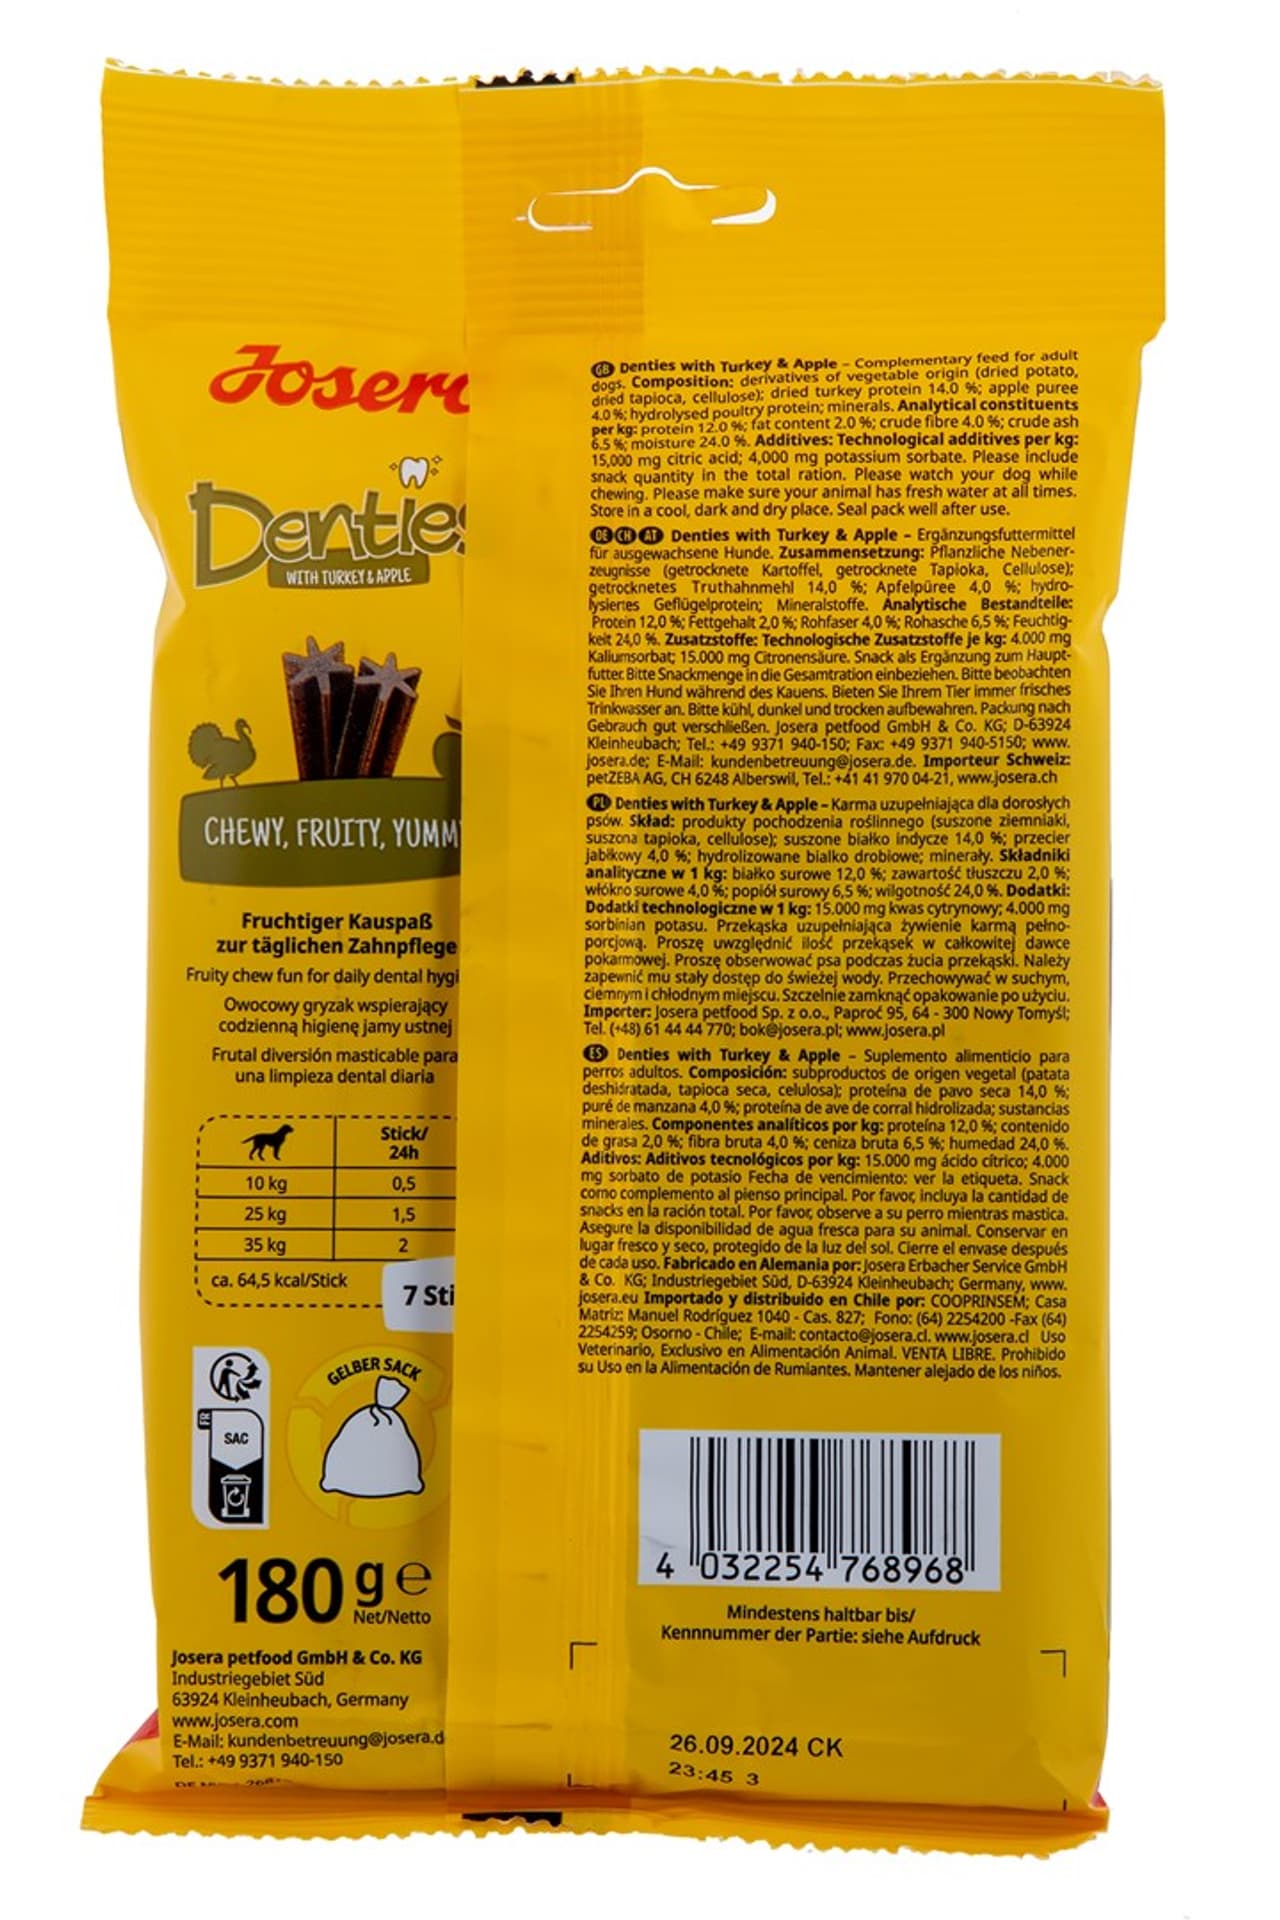 Josera
Denties
WITH TURKEY & APPLE
CHEWY, FRUITY, YUMM
Fruchtiger Kauspaß
zur täglichen Zahnpflege
Fruity chew fun for daily dental hygi
Owocowy gryzak wspierający
codzienną higienę jamy ustnej
Frutal diversión masticable para
una limpieza dental diaria
Stick/
24h
10 kg 0,5
25 kg 1,5
35 kg 2
ca. 64,5 kcal/Stick
7 Sti
GELBER SACK
FR
SAC
180 g e
Net/Netto
Josera petfood GmbH & Co. KG
Industriegebiet Süd
63924 Kleinheubach, Germany
www.josera.com
E-Mail: kundenbetreuung@josera.d
Tel.: +49 9371 940-150
GB Denties with Turkey & Apple – Complementary feed for adult
dogs. Composition: derivatives of vegetable origin (dried potato,
dried tapioca, cellulose); dried turkey protein 14.0 %; apple puree
4.0 %; hydrolysed poultry protein; minerals. Analytical constituents
per kg: protein 12.0 %; fat content 2.0 %; crude fibre 4.0 %; crude ash
6.5 %; moisture 24.0 %. Additives: Technological additives per kg:
15,000 mg citric acid; 4,000 mg potassium sorbate. Please include
snack quantity in the total ration. Please watch your dog while
chewing. Please make sure your animal has fresh water at all times.
Store in a cool, dark and dry place. Seal pack well after use.
DE CH AT Denties with Turkey & Apple – Ergänzungsfuttermittel
für ausgewachsene Hunde. Zusammensetzung: Pflanzliche Nebener-
zeugnisse (getrocknete Kartoffel, getrocknete Tapioka, Cellulose);
getrocknetes Truthahnmehl 14,0 %; Apfelpüree 4,0 %; hydro-
lysiertes Geflügelprotein; Mineralstoffe. Analytische Bestandteile:
Protein 12,0 %; Fettgehalt 2,0 %; Rohfaser 4,0 %; Rohasche 6,5 %; Feuchtig-
keit 24,0 %. Zusatzstoffe: Technologische Zusatzstoffe je kg: 4.000 mg
Kaliumsorbat; 15.000 mg Citronensäure. Snack als Ergänzung zum Haupt-
futter. Bitte Snackmenge in die Gesamtration einbeziehen. Bitte beobachten
Sie Ihren Hund während des Kauens. Bieten Sie Ihrem Tier immer frisches
Trinkwasser an. Bitte kühl, dunkel und trocken aufbewahren. Packung nach
Gebrauch gut verschließen. Josera petfood GmbH & Co. KG; D-63924
Kleinheubach; Tel.: +49 9371 940-150; Fax: +49 9371 940-5150; www.
josera.de; E-Mail: kundenbetreuung@josera.de. Importeur Schweiz:
petZEBA AG, CH 6248 Alberswil, Tel.: +41 41 970 04-21, www.josera.ch
PL Denties with Turkey & Apple – Karma uzupełniająca dla dorosłych
psów. Skład: produkty pochodzenia roślinnego (suszone ziemniaki,
suszona tapioka, cellulose); suszone białko indycze 14,0 %; przecier
jabłkowy 4,0 %; hydrolizowane bialko drobiowe; minerały. Składniki
analityczne w 1 kg: białko surowe 12,0 %; zawartość tłuszczu 2,0 %;
włókno surowe 4,0 %; popiół surowy 6,5 %; wilgotność 24,0 %. Dodatki:
Dodatki technologiczne w 1 kg: 15.000 mg kwas cytrynowy; 4.000 mg
sorbinian potasu. Przekąska uzupełniająca żywienie karmą pełno-
porcjową. Proszę uwzględnić ilość przekąsek w całkowitej dawce
pokarmowej. Proszę obserwować psa podczas żucia przekąski. Należy
zapewnić mu stały dostęp do świeżej wody. Przechowywać w suchym,
ciemnym i chłodnym miejscu. Szczelnie zamknąć opakowanie po użyciu.
Importer: Josera petfood Sp. z o.o., Paproć 95, 64 - 300 Nowy Tomyśl;
Tel. (+48) 61 44 44 770; bok@josera.pl; www.josera.pl
ES Denties with Turkey & Apple – Suplemento alimenticio para
perros adultos. Composición: subproductos de origen vegetal (patata
deshidratada, tapioca seca, celulosa); proteína de pavo seca 14,0 %;
puré de manzana 4,0 %; proteína de ave de corral hidrolizada; sustancias
minerales. Componentes analíticos por kg: proteína 12,0 %; contenido
de grasa 2,0 %; fibra bruta 4,0 %; ceniza bruta 6,5 %; humedad 24,0 %.
Aditivos: Aditivos tecnológicos por kg: 15.000 mg ácido cítrico; 4.000
mg sorbato de potasio Fecha de vencimiento: ver la etiqueta. Snack
como complemento al pienso principal. Por favor, incluya la cantidad de
snacks en la ración total. Por favor, observe a su perro mientras mastica.
Asegure la disponibilidad de agua fresca para su animal. Conservar en
lugar fresco y seco, protegido de la luz del sol. Cierre el envase después
de cada uso. Fabricado en Alemania por: Josera Erbacher Service GmbH
& Co. KG; Industriegebiet Süd, D-63924 Kleinheubach; Germany, www.
josera.eu Importado y distribuido en Chile por: COOPRINSEM; Casa
Matriz: Manuel Rodríguez 1040 - Cas. 827; Fono: (64) 2254200 -Fax (64)
2254259; Osorno - Chile; E-mail: contacto@josera.cl. www.josera.cl Uso
Veterinario, Exclusivo en Alimentación Animal. VENTA LIBRE. Prohibido
su Uso en la Alimentación de Rumiantes. Mantener alejado de los niños.
4 032254 768968
Mindestens haltbar bis/
Kennnummer der Partie: siehe Aufdruck
26.09.2024 CK
23:45 3